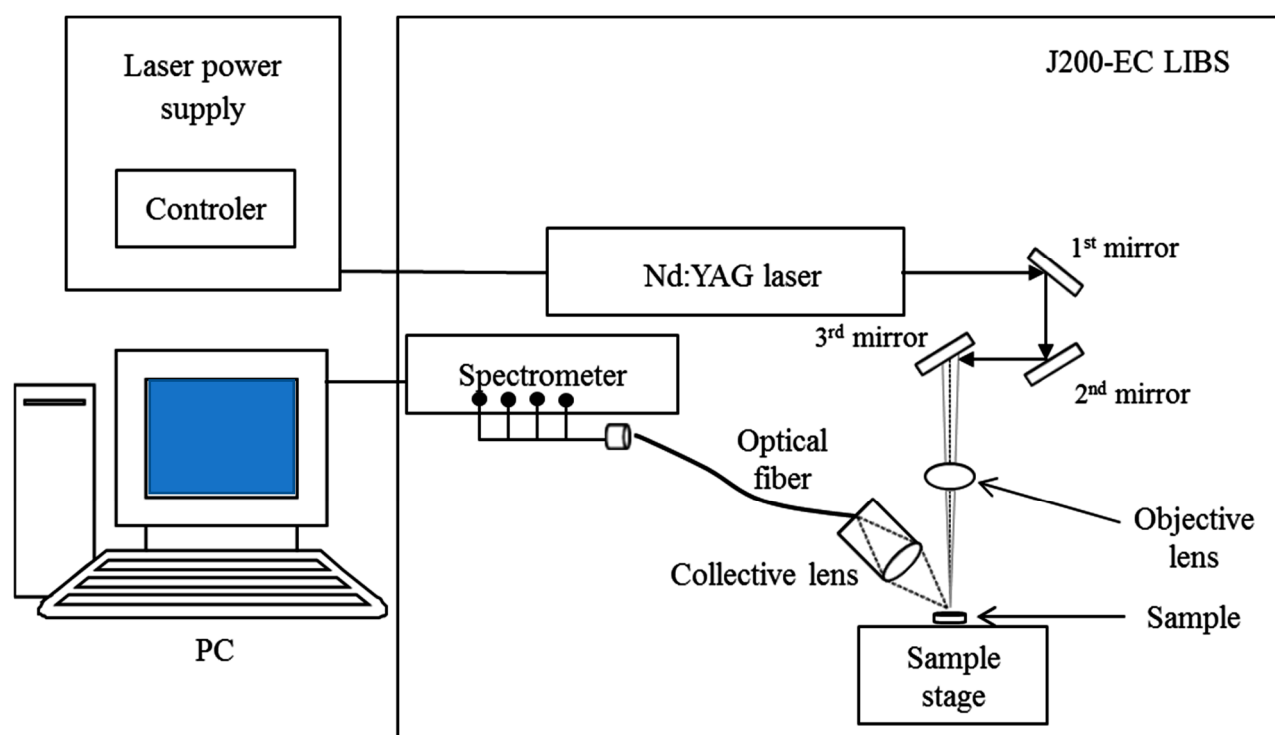 Laser power
supply
Controler
J200-EC LIBS
Nd:YAG laser
1st mirror
3rd mirror
2nd mirror
Spectrometer
Optical
fiber
Objective
lens
Collective lens
Sample
Sample
stage
PC